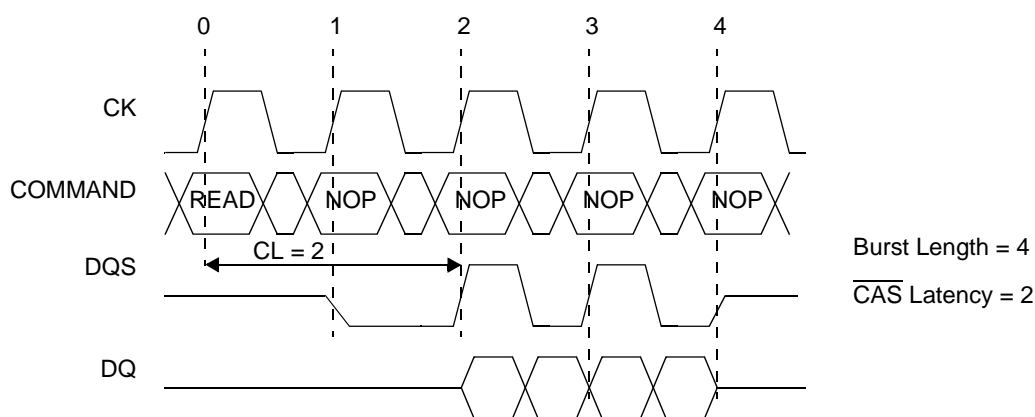 0 1 2 3 4
CK
COMMAND READ NOP NOP NOP NOP
CL = 2
DQS
Burst Length = 4
CAS Latency = 2
DQ